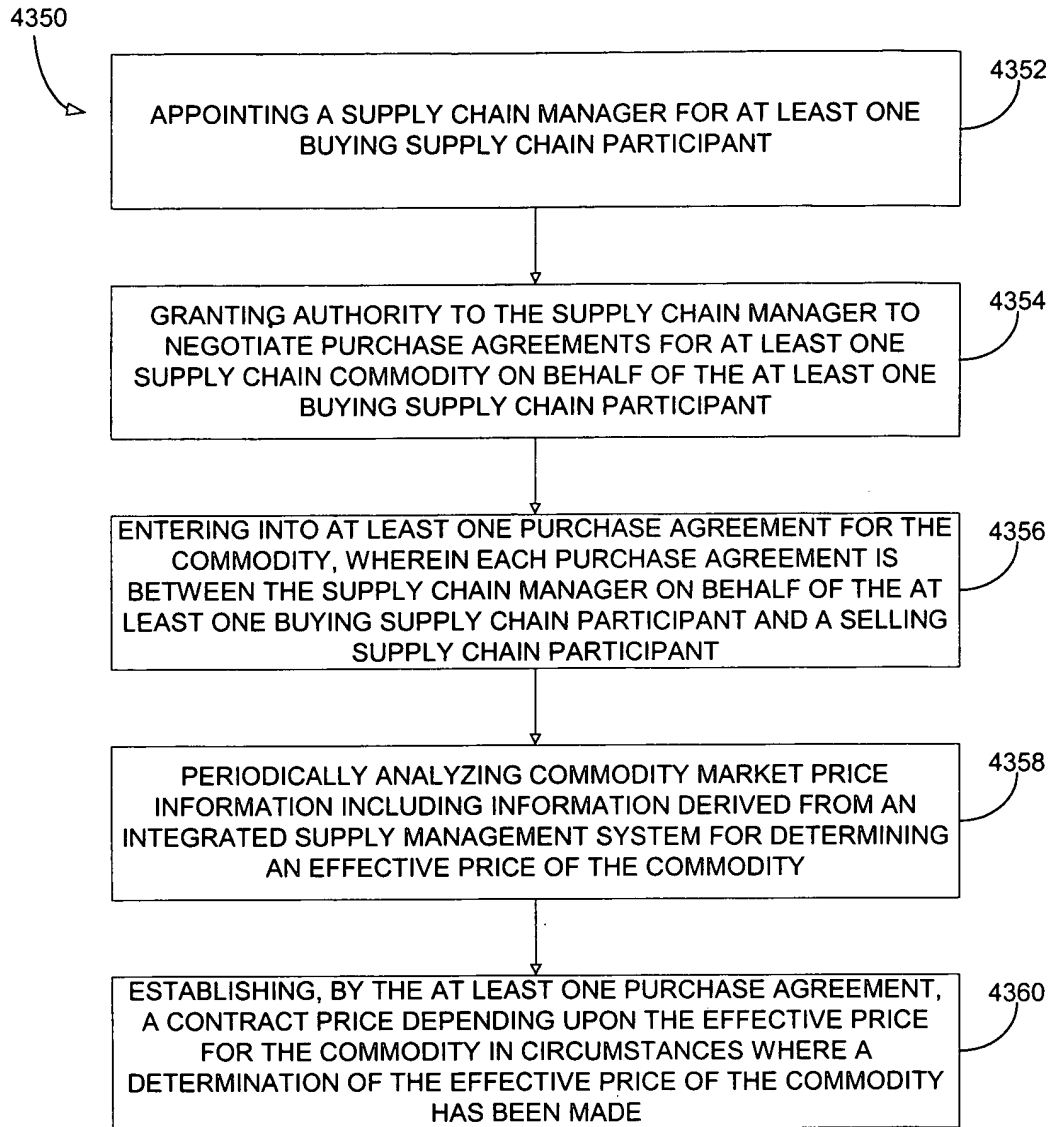 4350
4352
APPOINTING A SUPPLY CHAIN MANAGER FOR AT LEAST ONE
BUYING SUPPLY CHAIN PARTICIPANT
4354
GRANTING AUTHORITY TO THE SUPPLY CHAIN MANAGER TO
NEGOTIATE PURCHASE AGREEMENTS FOR AT LEAST ONE
SUPPLY CHAIN COMMODITY ON BEHALF OF THE AT LEAST ONE
BUYING SUPPLY CHAIN PARTICIPANT
4356
ENTERING INTO AT LEAST ONE PURCHASE AGREEMENT FOR THE
COMMODITY, WHEREIN EACH PURCHASE AGREEMENT IS
BETWEEN THE SUPPLY CHAIN MANAGER ON BEHALF OF THE AT
LEAST ONE BUYING SUPPLY CHAIN PARTICIPANT AND A SELLING
SUPPLY CHAIN PARTICIPANT
4358
PERIODICALLY ANALYZING COMMODITY MARKET PRICE
INFORMATION INCLUDING INFORMATION DERIVED FROM AN
INTEGRATED SUPPLY MANAGEMENT SYSTEM FOR DETERMINING
AN EFFECTIVE PRICE OF THE COMMODITY
4360
ESTABLISHING, BY THE AT LEAST ONE PURCHASE AGREEMENT,
A CONTRACT PRICE DEPENDING UPON THE EFFECTIVE PRICE
FOR THE COMMODITY IN CIRCUMSTANCES WHERE A
DETERMINATION OF THE EFFECTIVE PRICE OF THE COMMODITY
HAS BEEN MADE